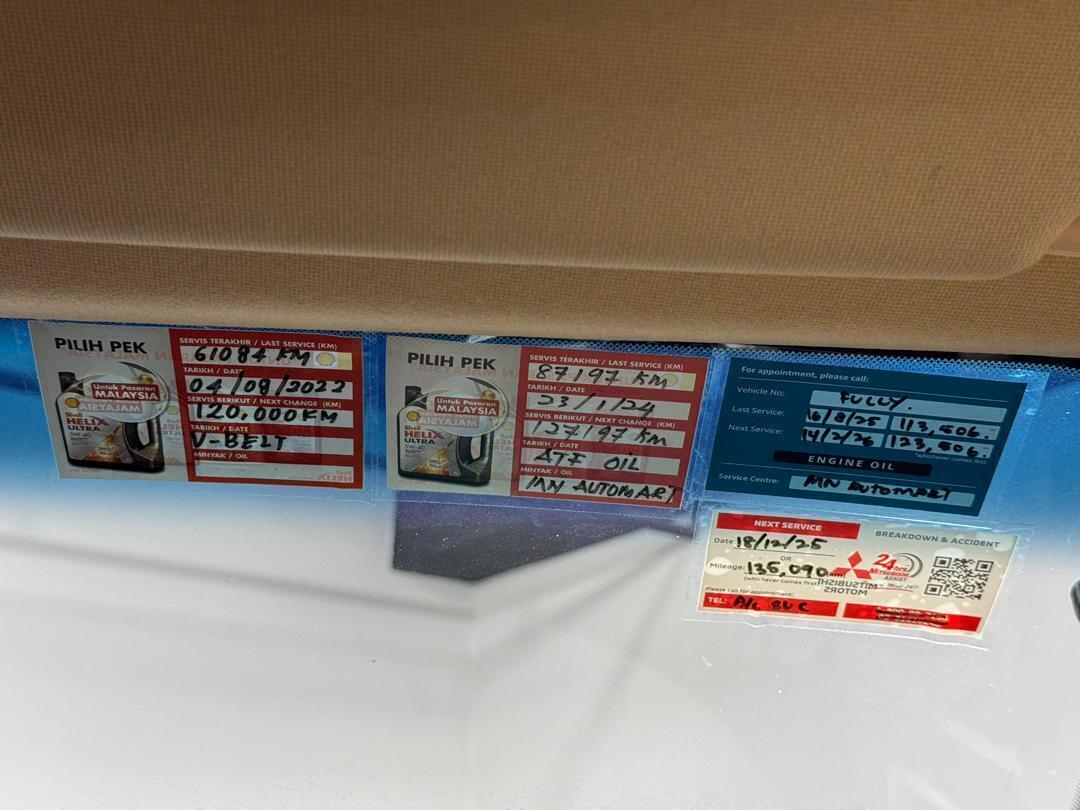 PILIH PEK
Untuk Pasaran
MALAYSIA
Shell
HELIX
ULTRA
5W-40
SERVIS TERAKHIR / LAST SERVICE (KM)
61084 KM
TARIKH / DATE
04/08/2022
SERVIS BERIKUT / NEXT CHANGE (KM)
120,000KM
TARIKH / DATE
V-BELT
MINYAK / OIL
PILIH PEK
Untuk Pasaran
MALAYSIA
Shell
HELIX
ULTRA
5W-40
SERVIS TERAKHIR / LAST SERVICE (KM)
87197 KM
TARIKH / DATE
23/1/24
SERVIS BERIKUT / NEXT CHANGE (KM)
127197 KM
TARIKH / DATE
ATF OIL
MINYAK / OIL
MN AUTOMART
For appointment, please call:
Vehicle No: FULLY.
Last Service: 16/8/25 113,506.
Next Service: 14/2/26 123,506.
*whichever comes first
ENGINE OIL
Service Centre: MN AUTOMART
NEXT SERVICE
Date: 18/12/25
OR
Mileage: 135,090 km
(whichever comes first)
Please call for appointment:
TEL: A/C SVC
BREAKDOWN & ACCIDENT
24hrs
MITSUBISHI
ASSIST
MITSUBISHI
MOTORS